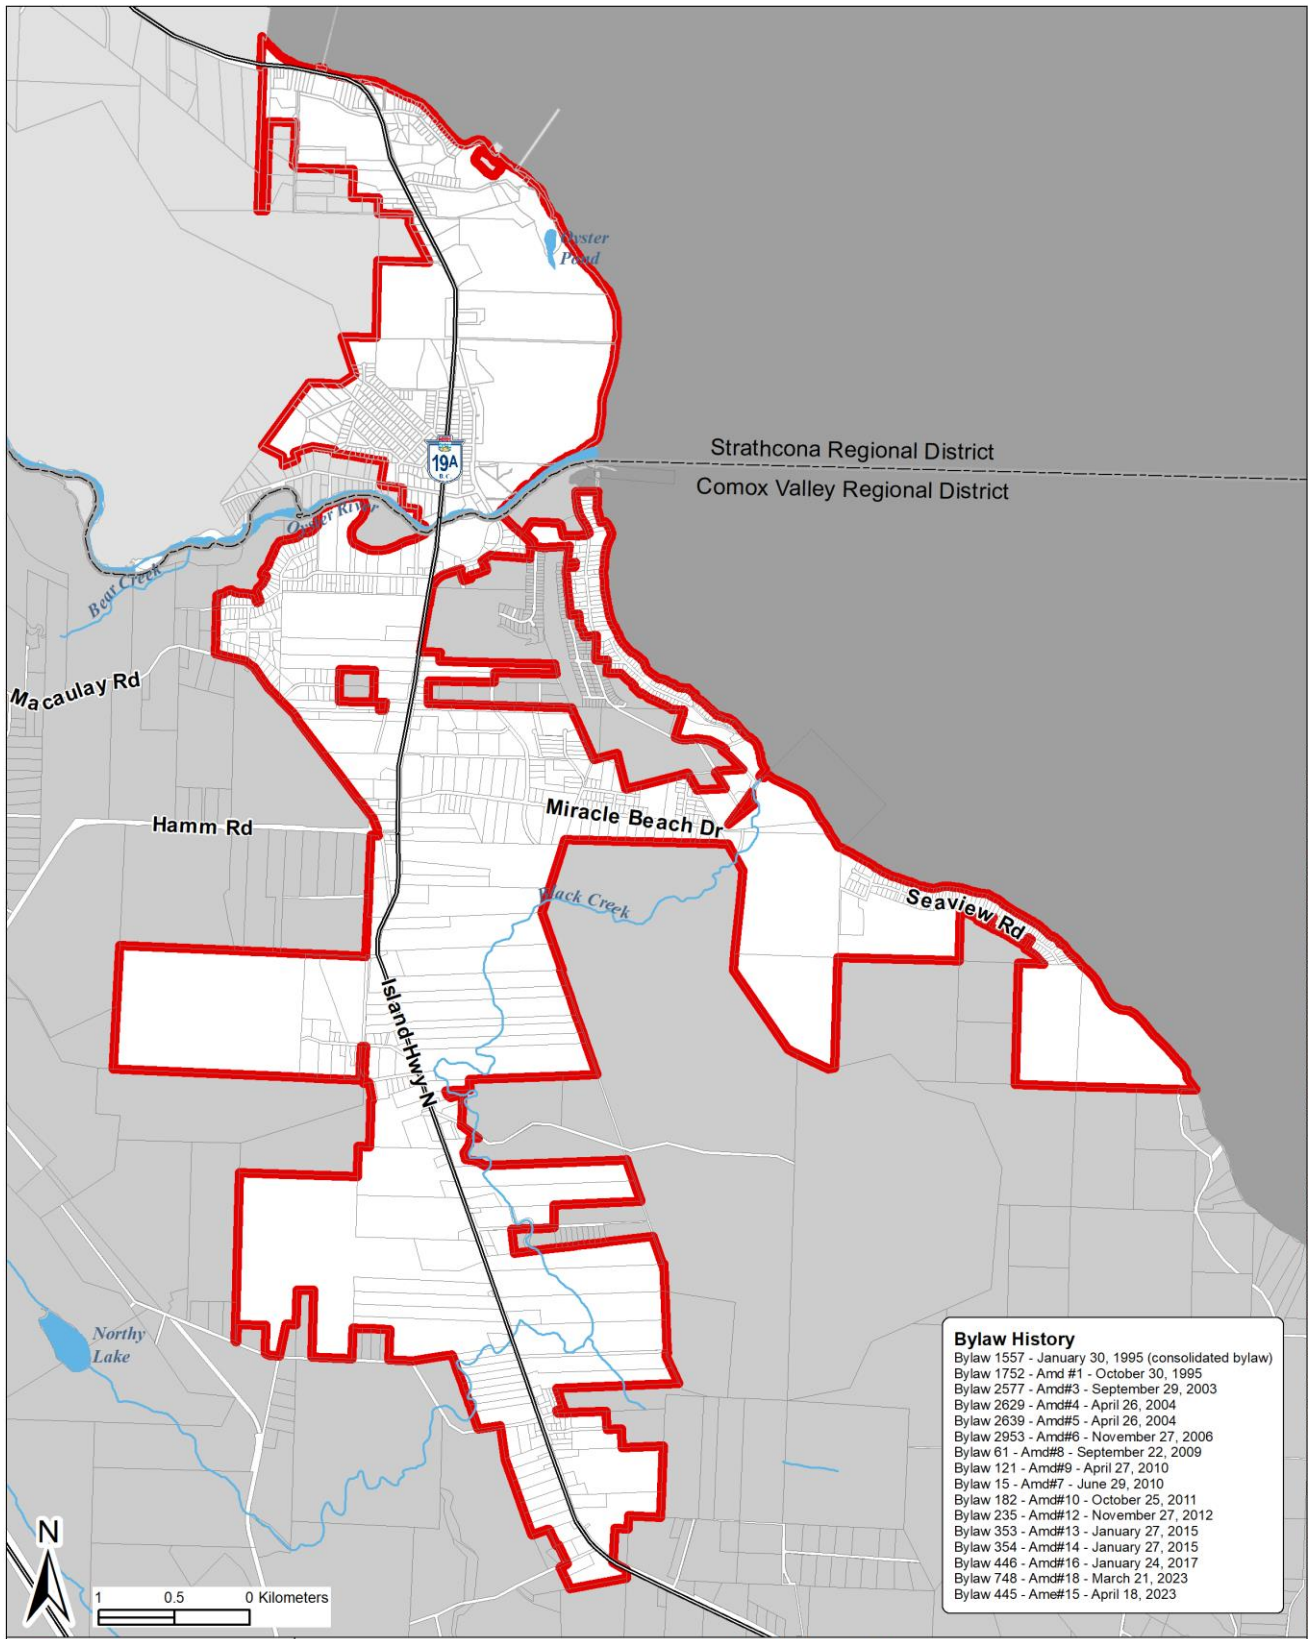 Oyster
Pond
Strathcona Regional District
19A
B.C.
Comox Valley Regional District
Oyster River
Bear Creek
Macaulay Rd
Hamm Rd
Miracle Beach Dr
Black Creek
Seaview Rd
Island Hwy N
Northy
Lake
Bylaw History
Bylaw 1557 - January 30, 1995 (consolidated bylaw)
Bylaw 1752 - Amd #1 - October 30, 1995
Bylaw 2577 - Amd#3 - September 29, 2003
Bylaw 2629 - Amd#4 - April 26, 2004
Bylaw 2639 - Amd#5 - April 26, 2004
Bylaw 2953 - Amd#6 - November 27, 2006
Bylaw 61 - Amd#8 - September 22, 2009
Bylaw 121 - Amd#9 - April 27, 2010
Bylaw 15 - Amd#7 - June 29, 2010
Bylaw 182 - Amd#10 - October 25, 2011
Bylaw 235 - Amd#12 - November 27, 2012
Bylaw 353 - Amd#13 - January 27, 2015
Bylaw 354 - Amd#14 - January 27, 2015
Bylaw 446 - Amd#16 - January 24, 2017
Bylaw 748 - Amd#18 - March 21, 2023
Bylaw 445 - Ame#15 - April 18, 2023
N
1 0.5 0 Kilometers